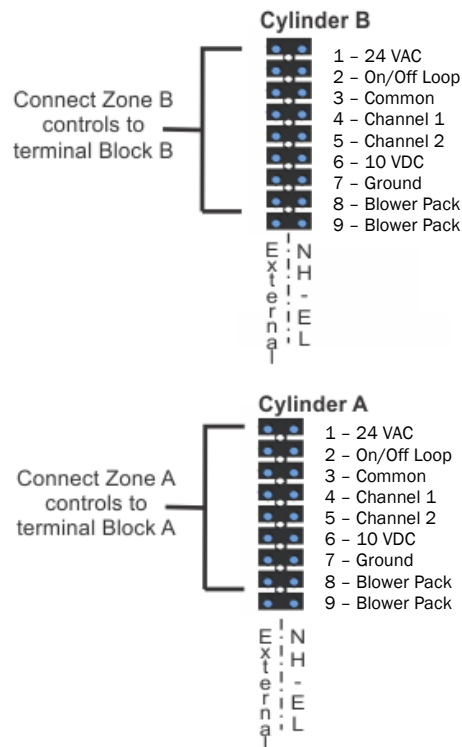 Cylinder B
1 – 24 VAC
2 – On/Off Loop
3 – Common
4 – Channel 1
5 – Channel 2
6 – 10 VDC
7 – Ground
8 – Blower Pack
9 – Blower Pack
Connect Zone B
controls to
terminal Block B
External
NH-EL
Cylinder A
1 – 24 VAC
2 – On/Off Loop
3 – Common
4 – Channel 1
5 – Channel 2
6 – 10 VDC
7 – Ground
8 – Blower Pack
9 – Blower Pack
Connect Zone A
controls to
terminal Block A
External
NH-EL